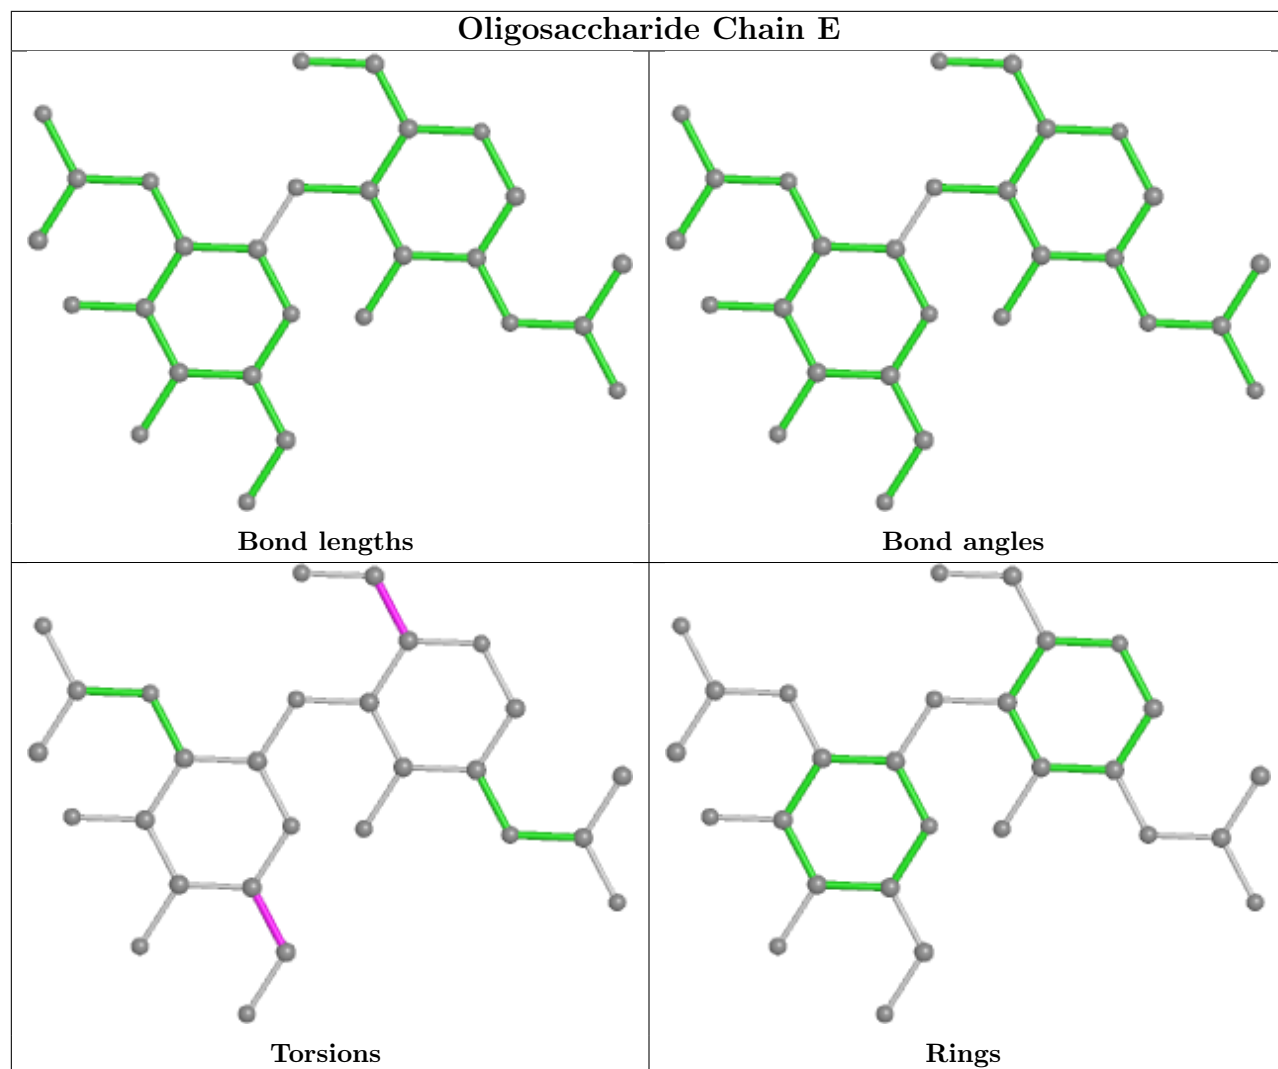 Oligosaccharide Chain E
Bond lengths
Bond angles
Torsions
Rings